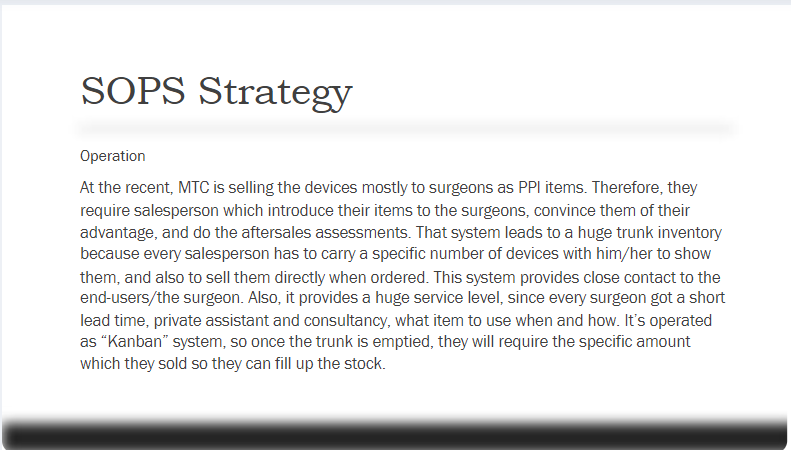 SOPS Strategy
Operation
At the recent, MTC is selling the devices mostly to surgeons as PPI items. Therefore, they
require salesperson which introduce their items to the surgeons, convince them of their
advantage, and do the aftersales assessments. That system leads to a huge trunk inventory
because every salesperson has to carry a specific number of devices with him/her to show
them, and also to sell them directly when ordered. This system provides close contact to the
end-users/the surgeon. Also, it provides a huge service level, since every surgeon got a short
lead time, private assistant and consultancy, what item to use when and how. It’s operated
as “Kanban” system, so once the trunk is emptied, they will require the specific amount
which they sold so they can fill up the stock.